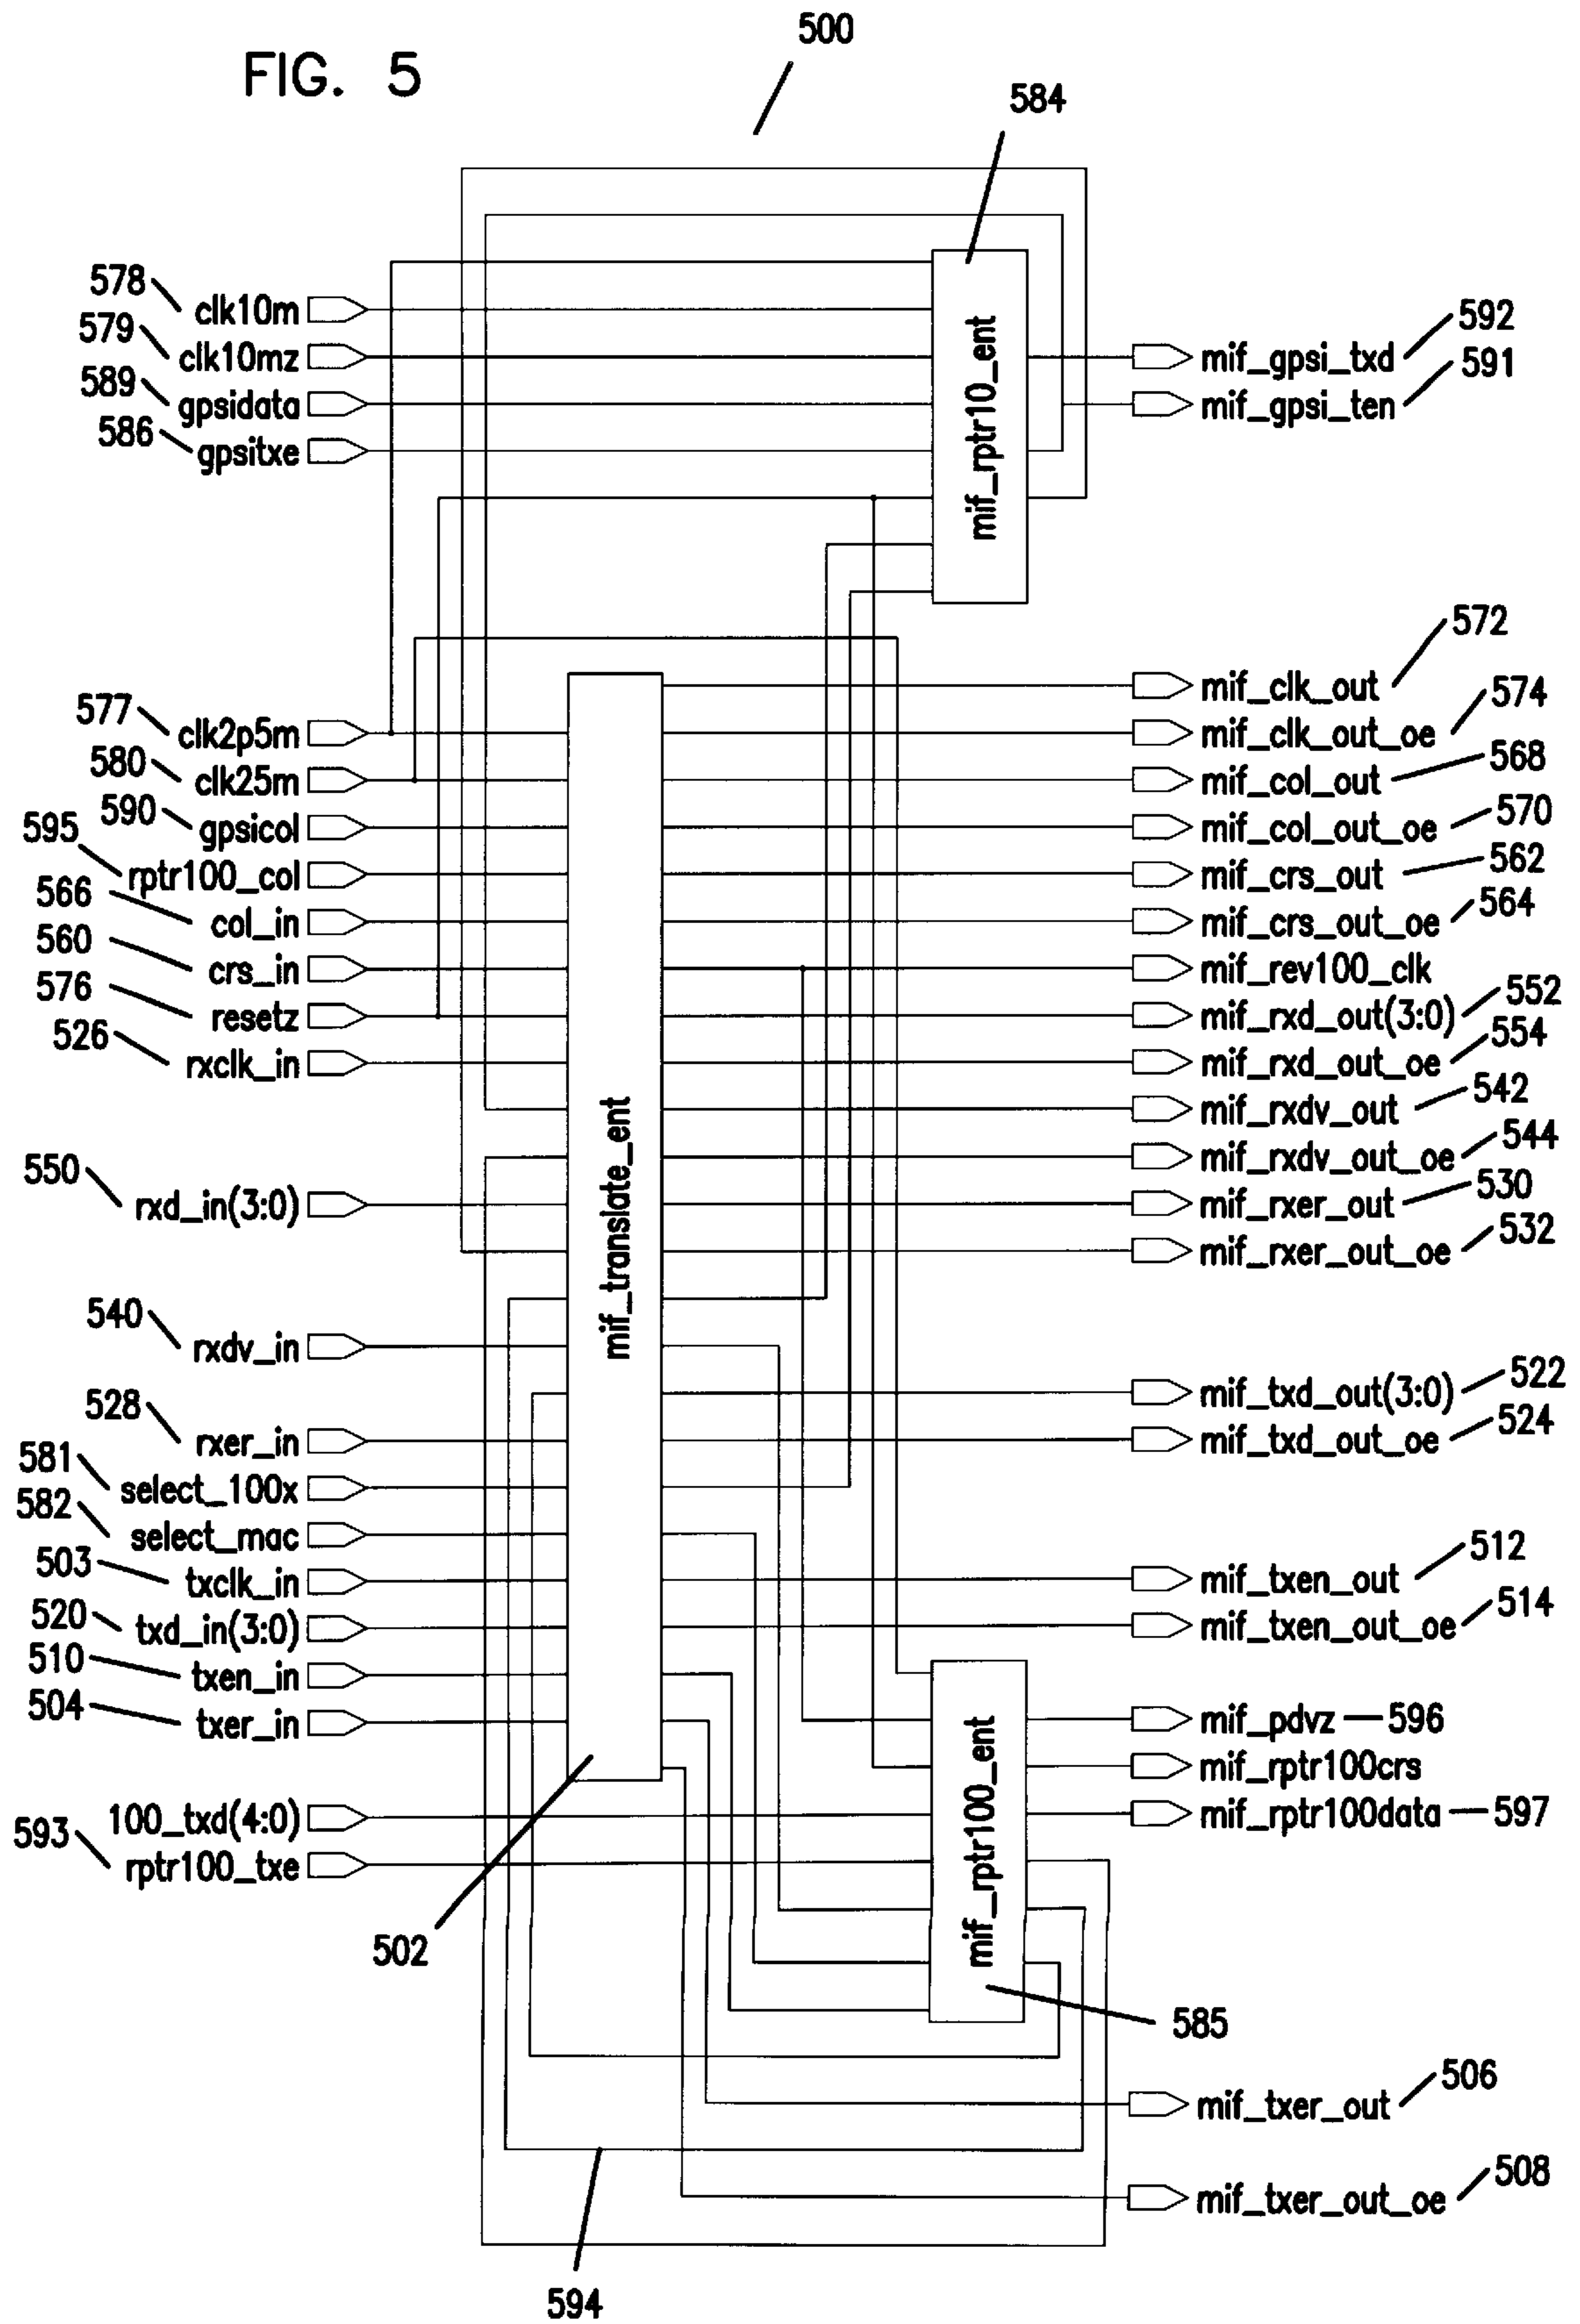 FIG. 5
500
584
578
clk10m
579
clk10mz
589
gpsidata
586
gpsitxe
mif_rptr10_ent
mif_gpsi_txd
592
mif_gpsi_ten
591
577
clk2p5m
580
clk25m
590
gpsicol
595
rptr100_col
566
col_in
560
crs_in
576
resetz
526
rxclk_in
550
rxd_in(3:0)
540
rxdv_in
528
rxer_in
581
select_100x
582
select_mac
503
txclk_in
520
txd_in(3:0)
510
txen_in
504
txer_in
100_txd(4:0)
593
rptr100_txe
mif_translate_ent
502
mif_clk_out
572
mif_clk_out_oe
574
mif_col_out
568
mif_col_out_oe
570
mif_crs_out
562
mif_crs_out_oe
564
mif_rev100_clk
mif_rxd_out(3:0)
552
mif_rxd_out_oe
554
mif_rxdv_out
542
mif_rxdv_out_oe
544
mif_rxer_out
530
mif_rxer_out_oe
532
mif_txd_out(3:0)
522
mif_txd_out_oe
524
mif_txen_out
512
mif_txen_out_oe
514
mif_rptr100_ent
585
mif_pdvz
596
mif_rptr100crs
mif_rptr100data
597
mif_txer_out
506
mif_txer_out_oe
508
594